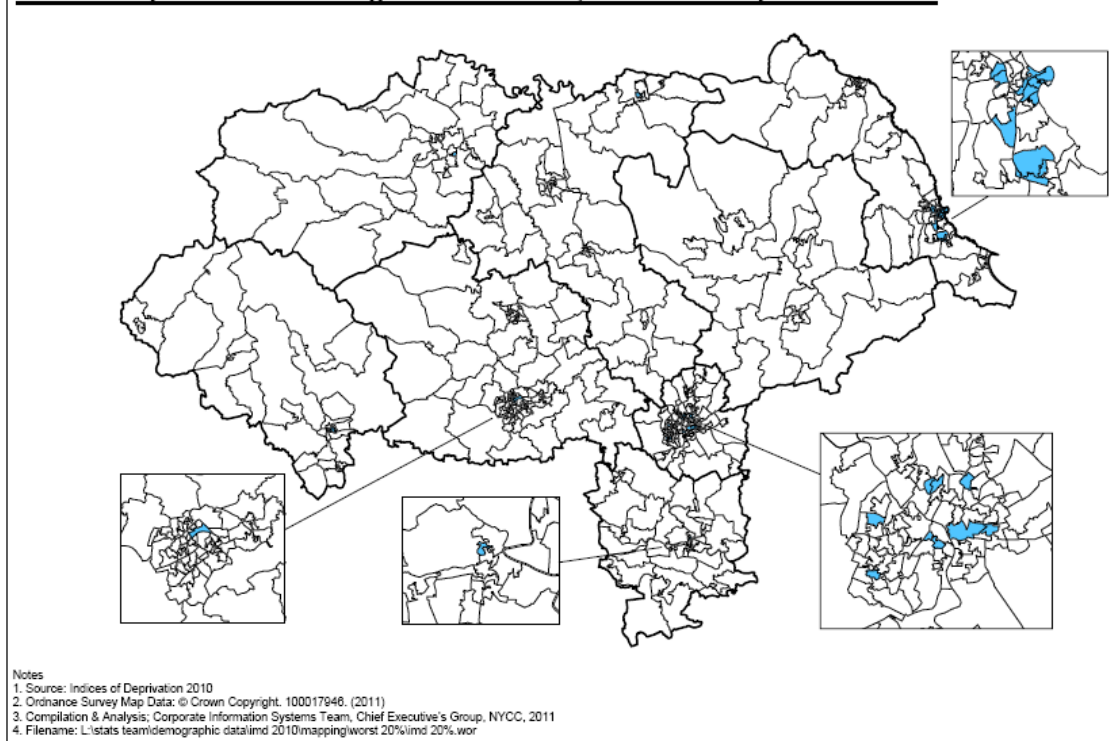 Notes
1. Source: Indices of Deprivation 2010
2. Ordnance Survey Map Data: © Crown Copyright. 100017946. (2011)
3. Compilation & Analysis; Corporate Information Systems Team, Chief Executive's Group, NYCC, 2011
4. Filename: L:\stats team\demographic data\imd 2010\mapping\worst 20%\imd 20%.wor